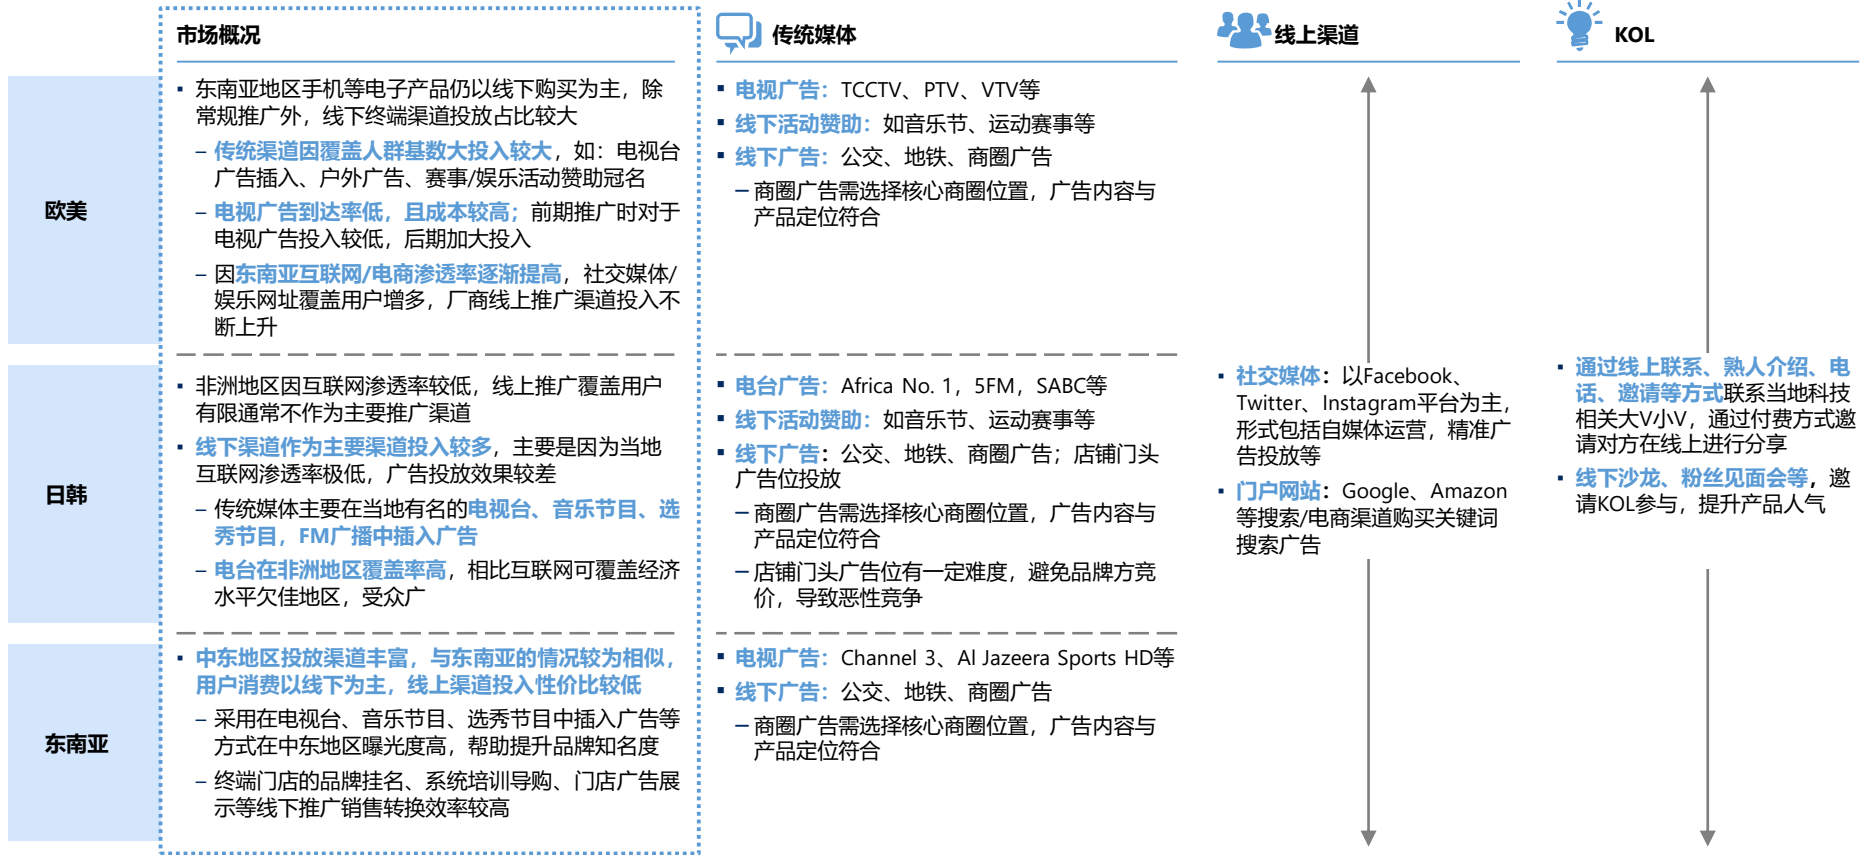 市场概况
传统媒体
线上渠道
KOL
欧美
▪ 东南亚地区手机等电子产品仍以线下购买为主，除
常规推广外，线下终端渠道投放占比较大
– 传统渠道因覆盖人群基数大投入较大，如：电视台
广告插入、户外广告、赛事/娱乐活动赞助冠名
– 电视广告到达率低，且成本较高；前期推广时对于
电视广告投入较低，后期加大投入
– 因东南亚互联网/电商渗透率逐渐提高，社交媒体/
娱乐网址覆盖用户增多，厂商线上推广渠道投入不
断上升
▪ 电视广告：TCCTV、PTV、VTV等
▪ 线下活动赞助：如音乐节、运动赛事等
▪ 线下广告：公交、地铁、商圈广告
– 商圈广告需选择核心商圈位置，广告内容与
产品定位符合
日韩
▪ 非洲地区因互联网渗透率较低，线上推广覆盖用户
有限通常不作为主要推广渠道
▪ 线下渠道作为主要渠道投入较多，主要是因为当地
互联网渗透率极低，广告投放效果较差
– 传统媒体主要在当地有名的电视台、音乐节目、选
秀节目，FM广播中插入广告
– 电台在非洲地区覆盖率高，相比互联网可覆盖经济
水平欠佳地区，受众广
▪ 电台广告：Africa No. 1，5FM，SABC等
▪ 线下活动赞助：如音乐节、运动赛事等
▪ 线下广告：公交、地铁、商圈广告；店铺门头
广告位投放
– 商圈广告需选择核心商圈位置，广告内容与
产品定位符合
– 店铺门头广告位有一定难度，避免品牌方竞
价，导致恶性竞争
▪ 社交媒体：以Facebook、
Twitter、Instagram平台为主，
形式包括自媒体运营，精准广
告投放等
▪ 门户网站：Google、Amazon
等搜索/电商渠道购买关键词
搜索广告
▪ 通过线上联系、熟人介绍、电
话、邀请等方式联系当地科技
相关大V小V，通过付费方式邀
请对方在线上进行分享
▪ 线下沙龙、粉丝见面会等，邀
请KOL参与，提升产品人气
东南亚
▪ 中东地区投放渠道丰富，与东南亚的情况较为相似，
用户消费以线下为主，线上渠道投入性价比较低
– 采用在电视台、音乐节目、选秀节目中插入广告等
方式在中东地区曝光度高，帮助提升品牌知名度
– 终端门店的品牌挂名、系统培训导购、门店广告展
示等线下推广销售转换效率较高
▪ 电视广告：Channel 3、Al Jazeera Sports HD等
▪ 线下广告：公交、地铁、商圈广告
– 商圈广告需选择核心商圈位置，广告内容与
产品定位符合